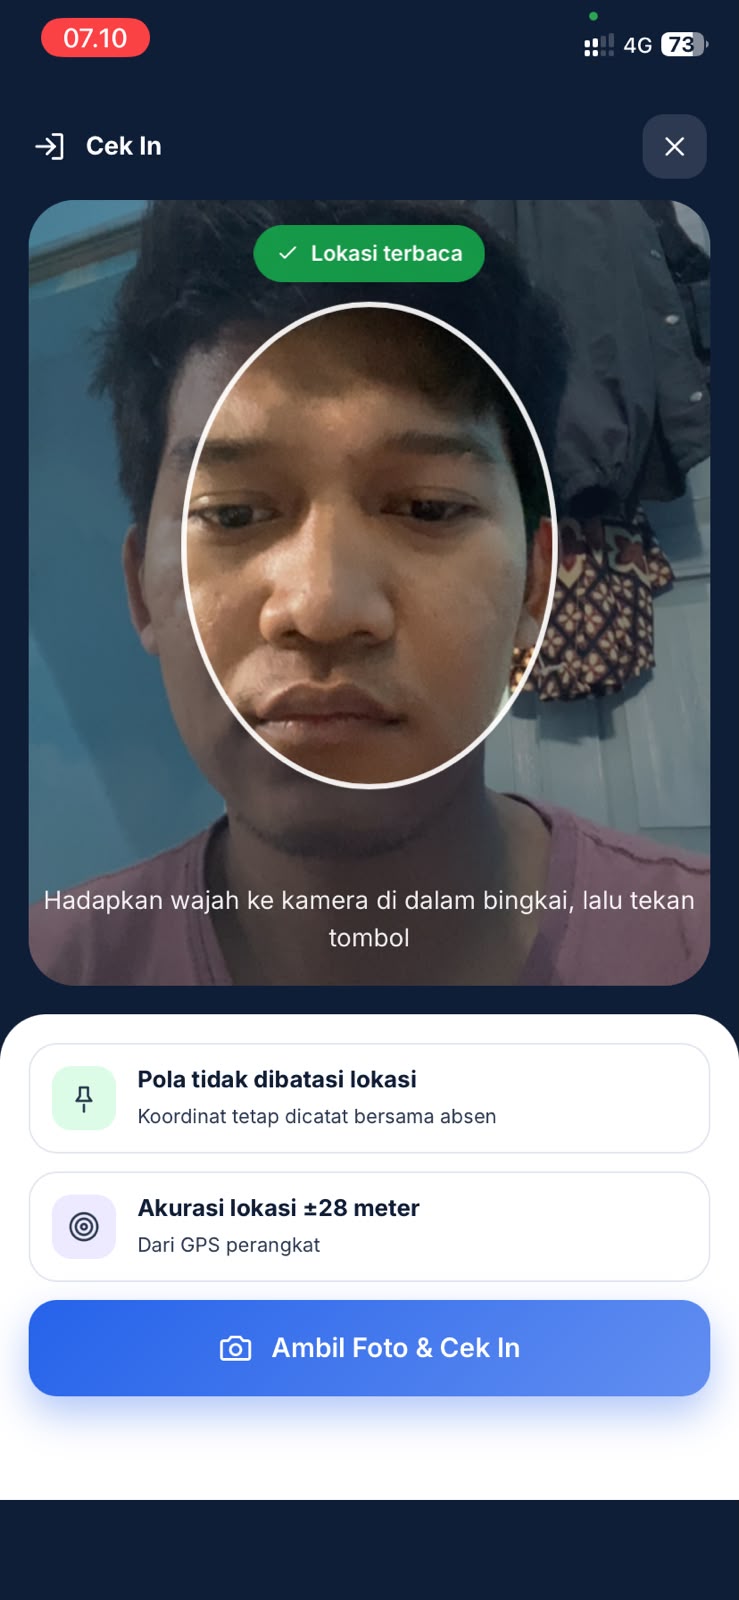 07.10
4G 73
Cek In
Lokasi terbaca
Hadapkan wajah ke kamera di dalam bingkai, lalu tekan
tombol
Pola tidak dibatasi lokasi
Koordinat tetap dicatat bersama absen
Akurasi lokasi ±28 meter
Dari GPS perangkat
Ambil Foto & Cek In